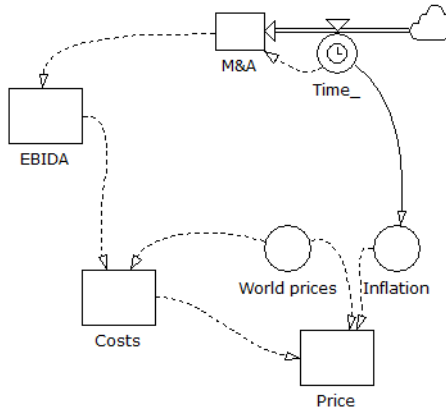 M&A
Time_
EBIDA
World prices
Inflation
Costs
Price